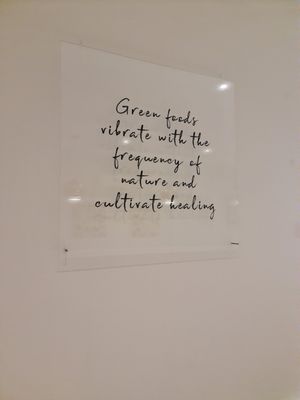 Green foods
vibrate with the
frequency of
nature and
cultivate healing